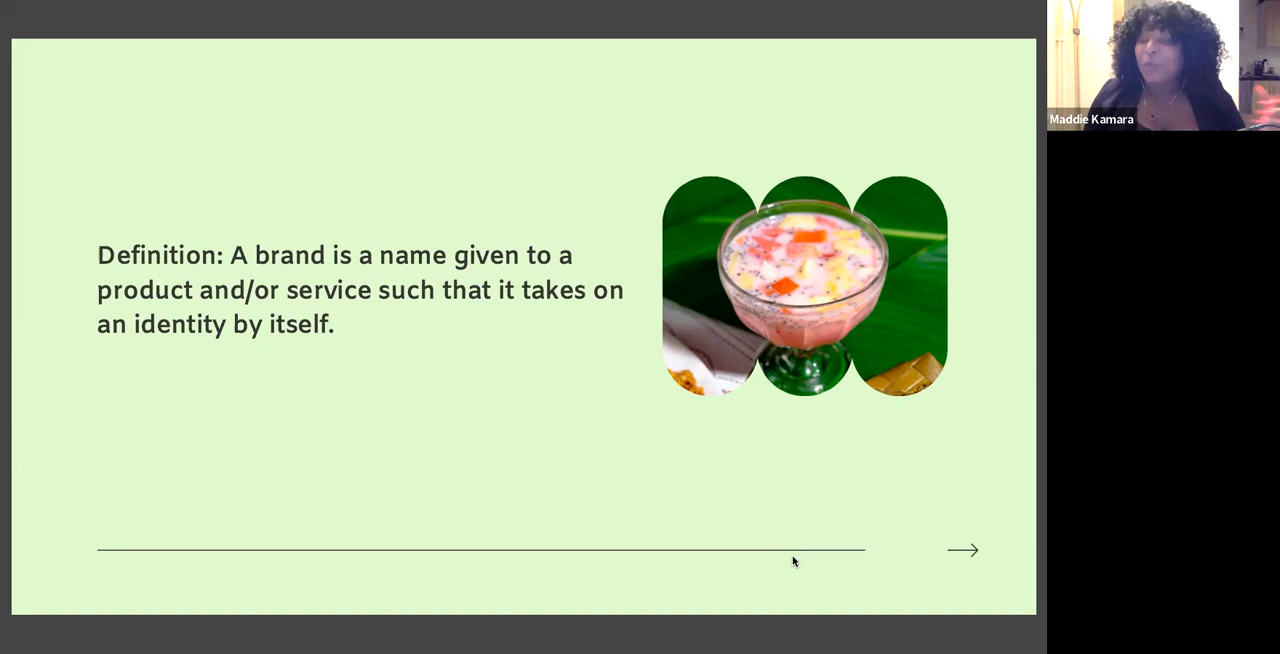 Definition: A brand is a name given to a
product and/or service such that it takes on
an identity by itself.
Maddie Kamara